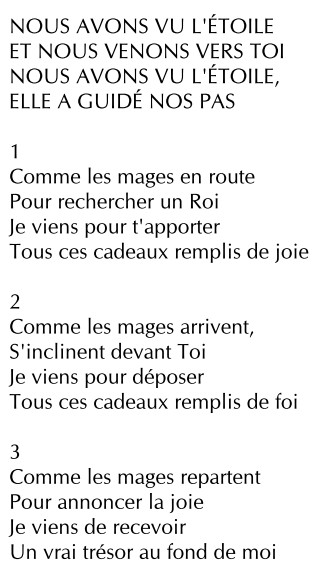 NOUS AVONS VU L'ÉTOILE
ET NOUS VENONS VERS TOI
NOUS AVONS VU L'ÉTOILE,
ELLE A GUIDÉ NOS PAS

1
Comme les mages en route
Pour rechercher un Roi
Je viens pour t'apporter
Tous ces cadeaux remplis de joie

2
Comme les mages arrivent,
S'inclinent devant Toi
Je viens pour déposer
Tous ces cadeaux remplis de foi

3
Comme les mages repartent
Pour annoncer la joie
Je viens de recevoir
Un vrai trésor au fond de moi